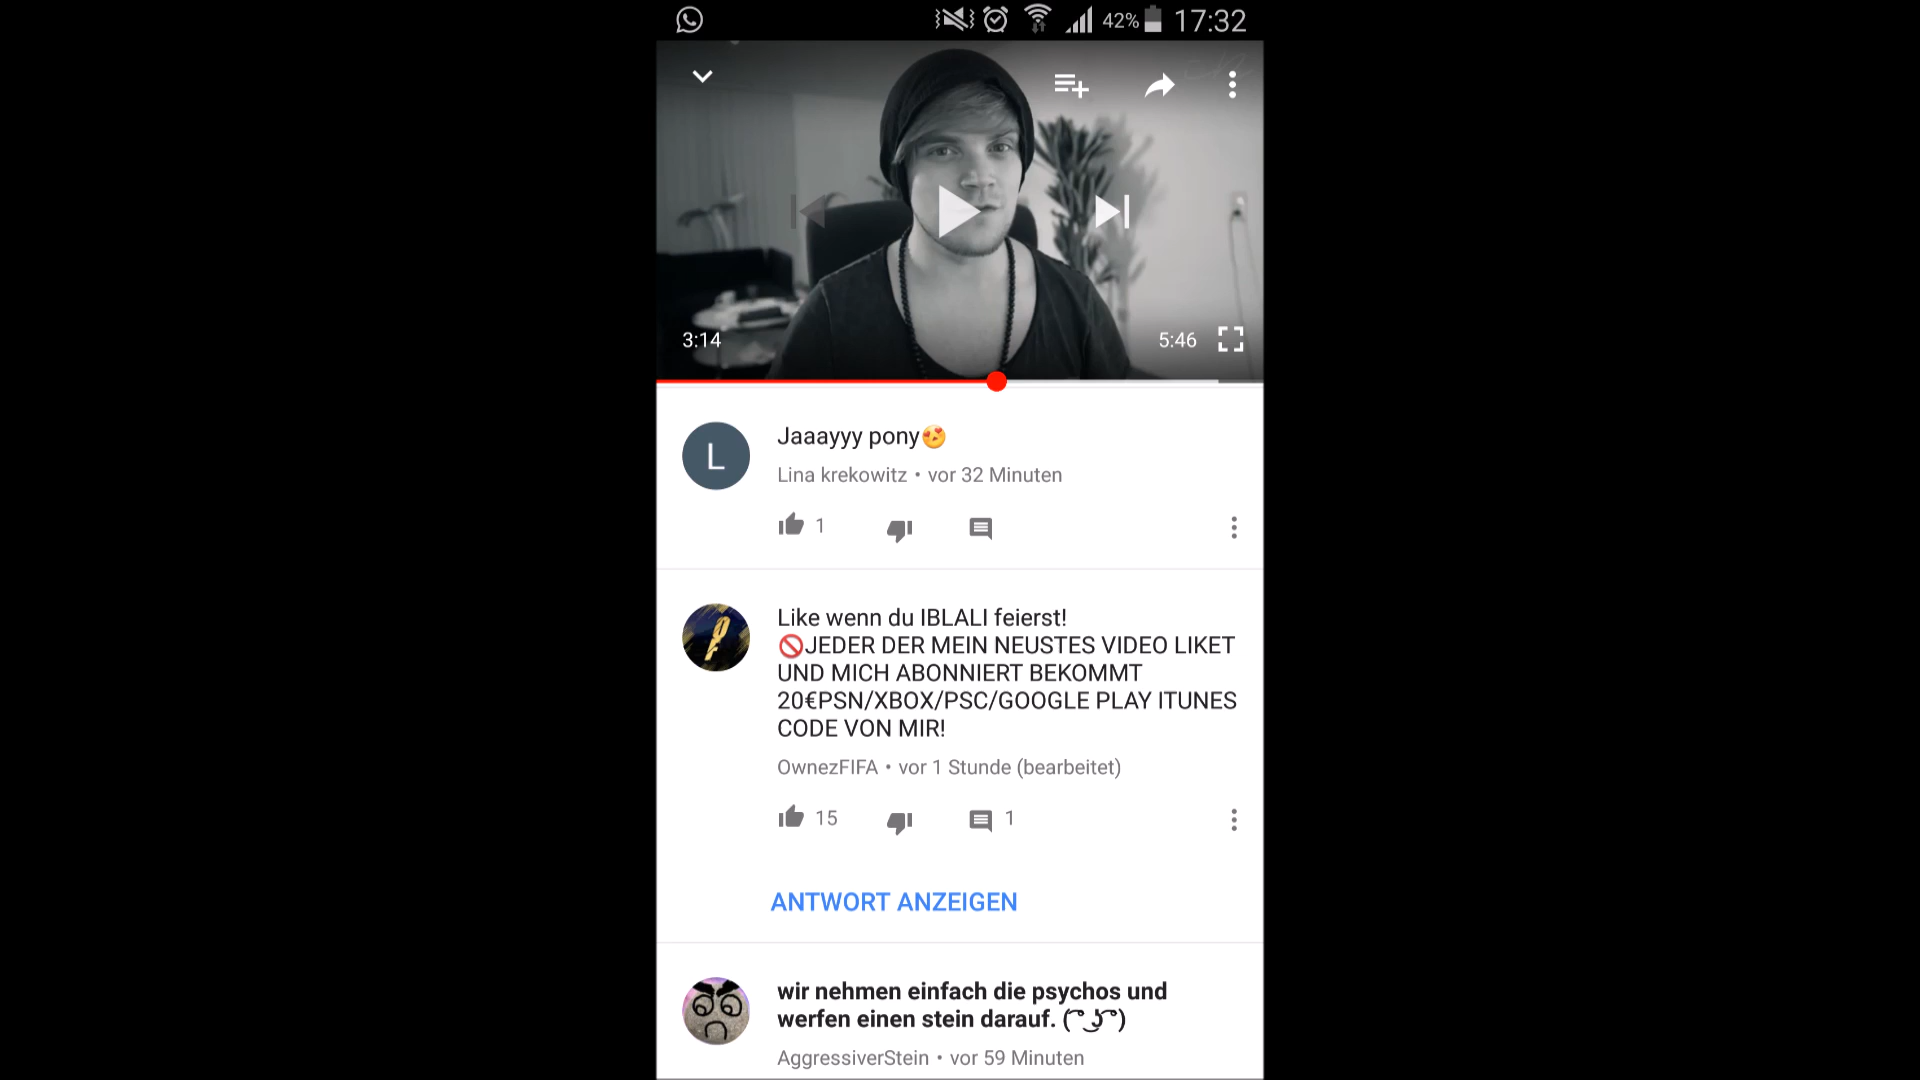 42% 17:32
3:14 5:46
L
Jaaayyy pony😍
Lina krekowitz • vor 32 Minuten
1
Like wenn du IBLALI feierst!
🚫JEDER DER MEIN NEUSTES VIDEO LIKET
UND MICH ABONNIERT BEKOMMT
20€PSN/XBOX/PSC/GOOGLE PLAY ITUNES
CODE VON MIR!
OwnezFIFA • vor 1 Stunde (bearbeitet)
15 1
ANTWORT ANZEIGEN
wir nehmen einfach die psychos und
werfen einen stein darauf. ( ͡° ͜ʖ ͡°)
AggressiverStein • vor 59 Minuten